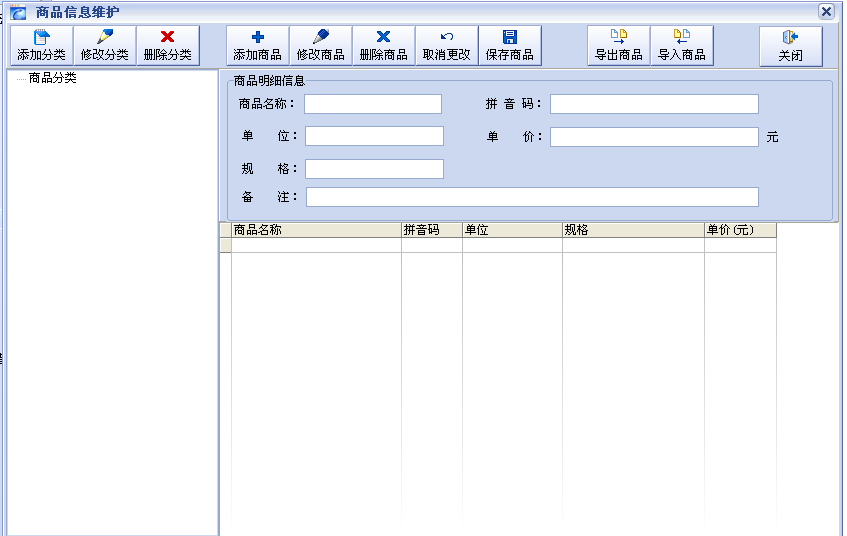 商品信息维护
添加分类 修改分类 删除分类 添加商品 修改商品 删除商品 取消更改 保存商品 导出商品 导入商品 关闭
商品分类
商品明细信息
商品名称： 拼 音 码：
单 位： 单 价： 元
规 格：
备 注：
商品名称 拼音码 单位 规格 单价(元)